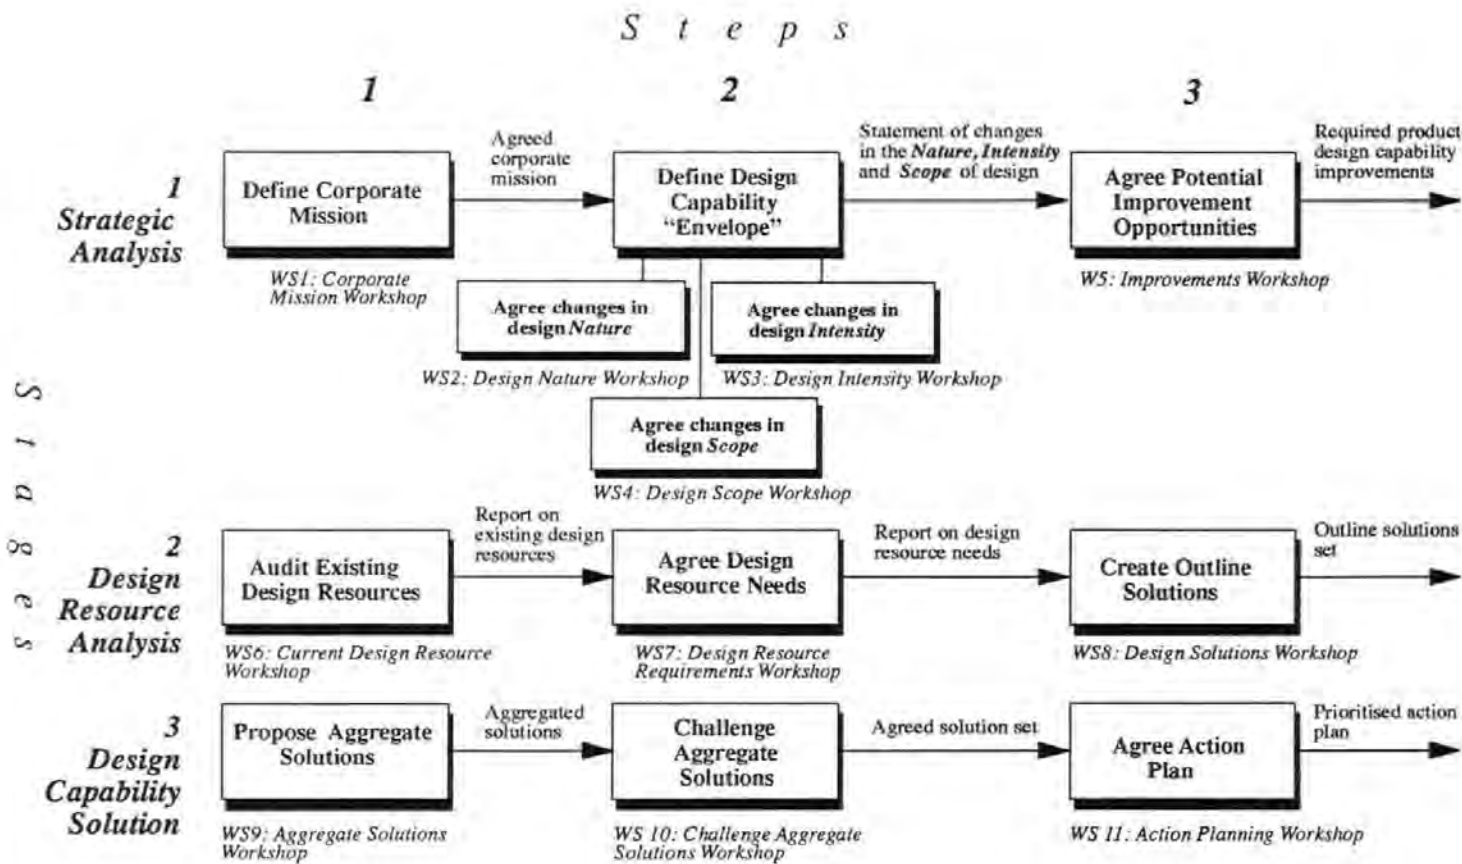 S t e p s
1
2
3
1
Strategic
Analysis
Define Corporate
Mission
WS1: Corporate
Mission Workshop
Agreed
corporate
mission
Define Design
Capability
“Envelope”
Statement of changes
in the Nature, Intensity
and Scope of design
Agree Potential
Improvement
Opportunities
W5: Improvements Workshop
Required product
design capability
improvements
Agree changes in
design Nature
WS2: Design Nature Workshop
Agree changes in
design Intensity
WS3: Design Intensity Workshop
Agree changes in
design Scope
WS4: Design Scope Workshop
S t a g e s
2
Design
Resource
Analysis
Audit Existing
Design Resources
WS6: Current Design Resource
Workshop
Report on
existing design
resources
Agree Design
Resource Needs
WS7: Design Resource
Requirements Workshop
Report on design
resource needs
Create Outline
Solutions
WS8: Design Solutions Workshop
Outline solutions
set
3
Design
Capability
Solution
Propose Aggregate
Solutions
WS9: Aggregate Solutions
Workshop
Aggregated
solutions
Challenge
Aggregate
Solutions
WS 10: Challenge Aggregate
Solutions Workshop
Agreed solution set
Agree Action
Plan
WS 11: Action Planning Workshop
Prioritised action
plan